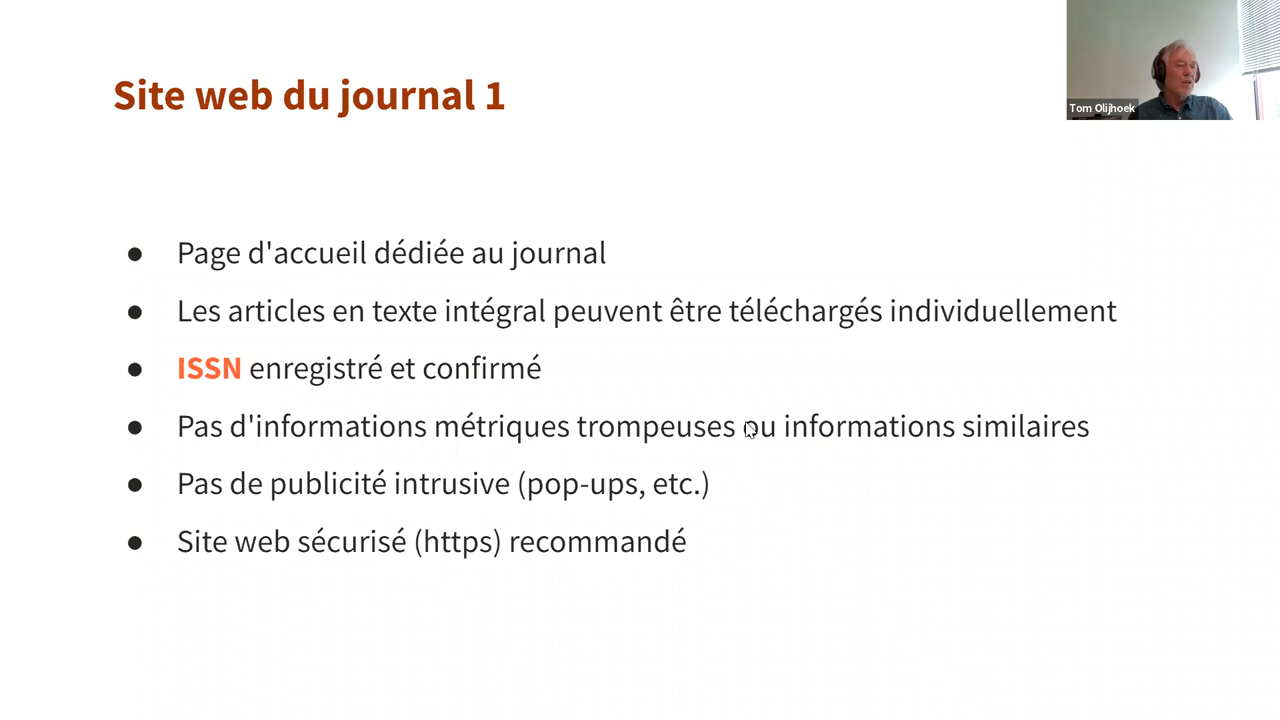 Site web du journal 1
Tom Olijhoek
● Page d'accueil dédiée au journal
● Les articles en texte intégral peuvent être téléchargés individuellement
● ISSN enregistré et confirmé
● Pas d'informations métriques trompeuses ou informations similaires
● Pas de publicité intrusive (pop-ups, etc.)
● Site web sécurisé (https) recommandé